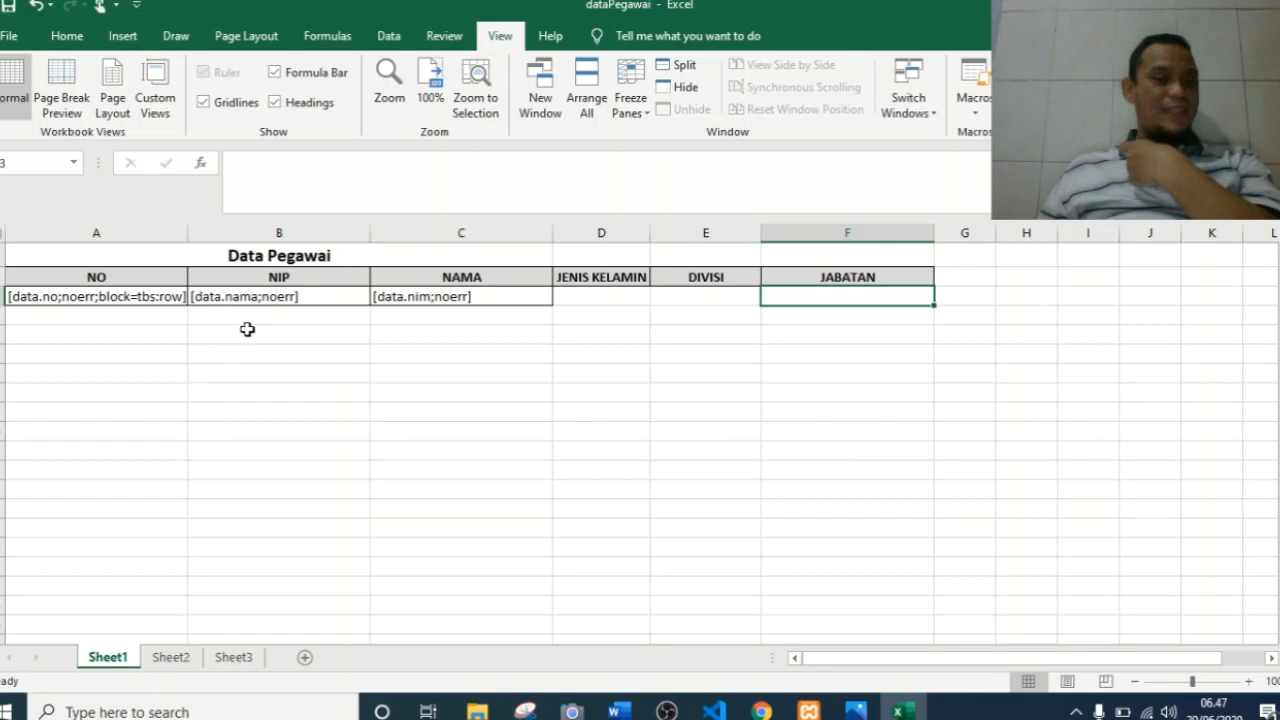 dataPegawai - Excel
File Home Insert Draw Page Layout Formulas Data Review View Help Tell me what you want to do
Ruler Formula Bar
Gridlines Headings
Page Break Preview
Page Layout
Custom Views
Workbook Views
Show
Zoom
100%
Zoom to Selection
Zoom
New Window
Arrange All
Freeze Panes
Split
Hide
Unhide
View Side by Side
Synchronous Scrolling
Reset Window Position
Window
Switch Windows
Macros
Macros
3
fx
A B C D E F G H I J K L
Data Pegawai
NO NIP NAMA JENIS KELAMIN DIVISI JABATAN
[data.no;noerr;block=tbs:row] [data.nama;noerr] [data.nim;noerr]
Sheet1 Sheet2 Sheet3
ady
100
Type here to search
06.47